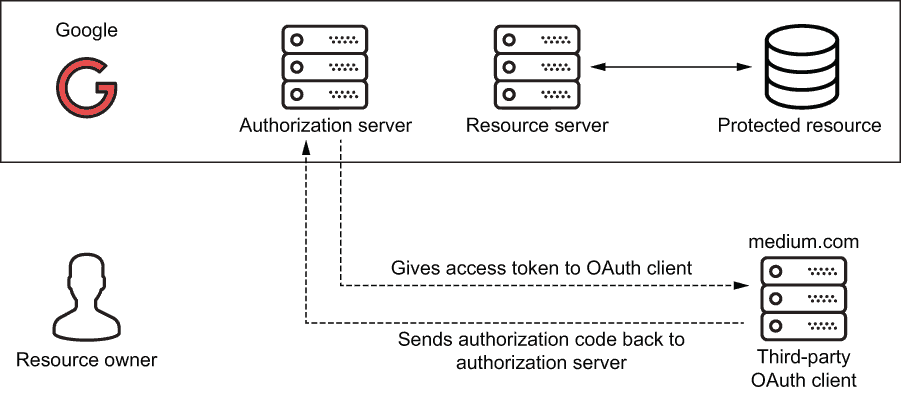 Google
Authorization server
Resource server
Protected resource
medium.com
Gives access token to OAuth client
Sends authorization code back to
authorization server
Resource owner
Third-party
OAuth client